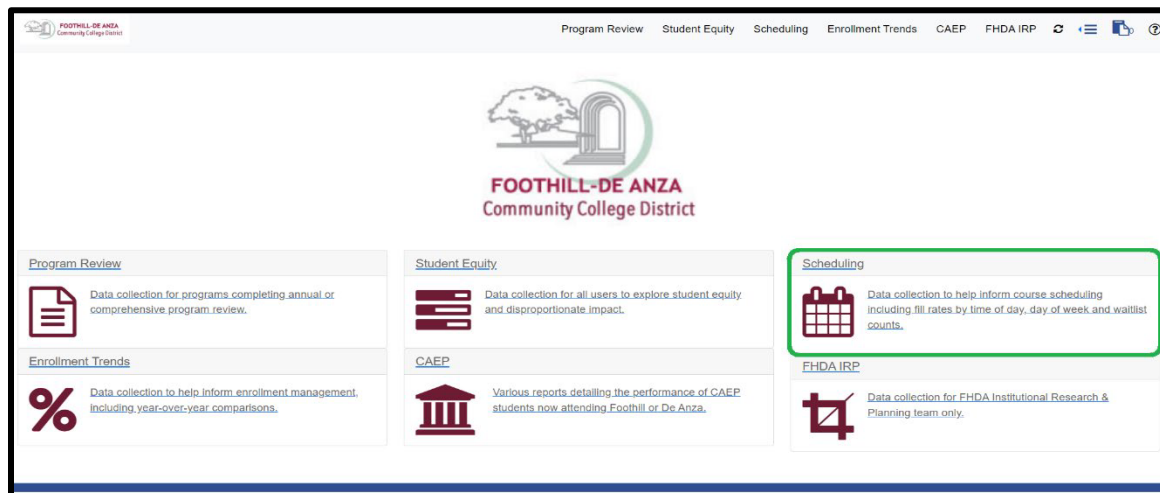 FOOTHILL-DE ANZA
Community College District
Program Review Student Equity Scheduling Enrollment Trends CAEP FHDA IRP
FOOTHILL-DE ANZA
Community College District
Program Review
Data collection for programs completing annual or
comprehensive program review.
Student Equity
Data collection for all users to explore student equity
and disproportionate impact.
Scheduling
Data collection to help inform course scheduling
including fill rates by time of day, day of week and waitlist
counts.
Enrollment Trends
Data collection to help inform enrollment management,
including year-over-year comparisons.
CAEP
Various reports detailing the performance of CAEP
students now attending Foothill or De Anza.
FHDA IRP
Data collection for FHDA Institutional Research &
Planning team only.